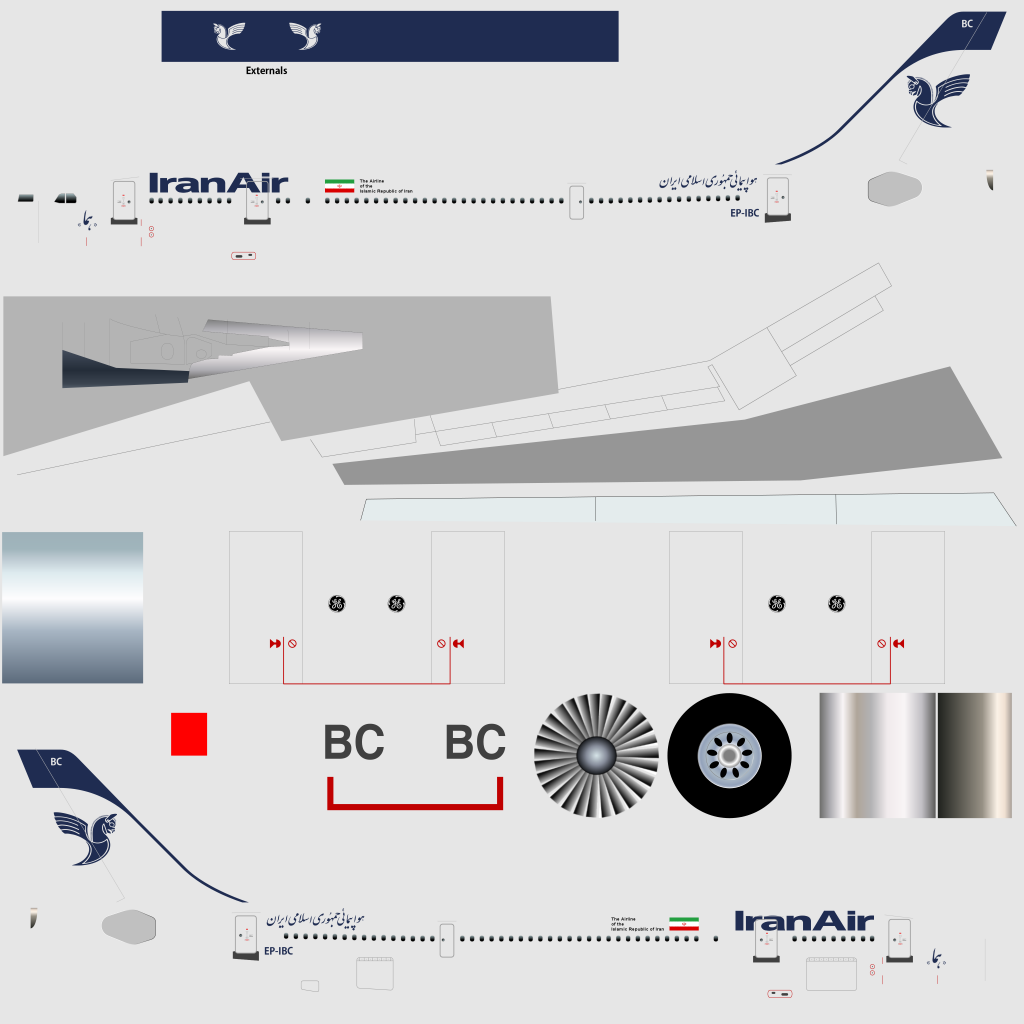 BC
Externals
IranAir
The Airline
of the
Islamic Republic of Iran
هواپیمائی جمهوری اسلامی ایران
هما
EP-IBC
BC BC
BC
هواپیمائی جمهوری اسلامی ایران
EP-IBC
The Airline
of the
Islamic Republic of Iran
IranAir
هما